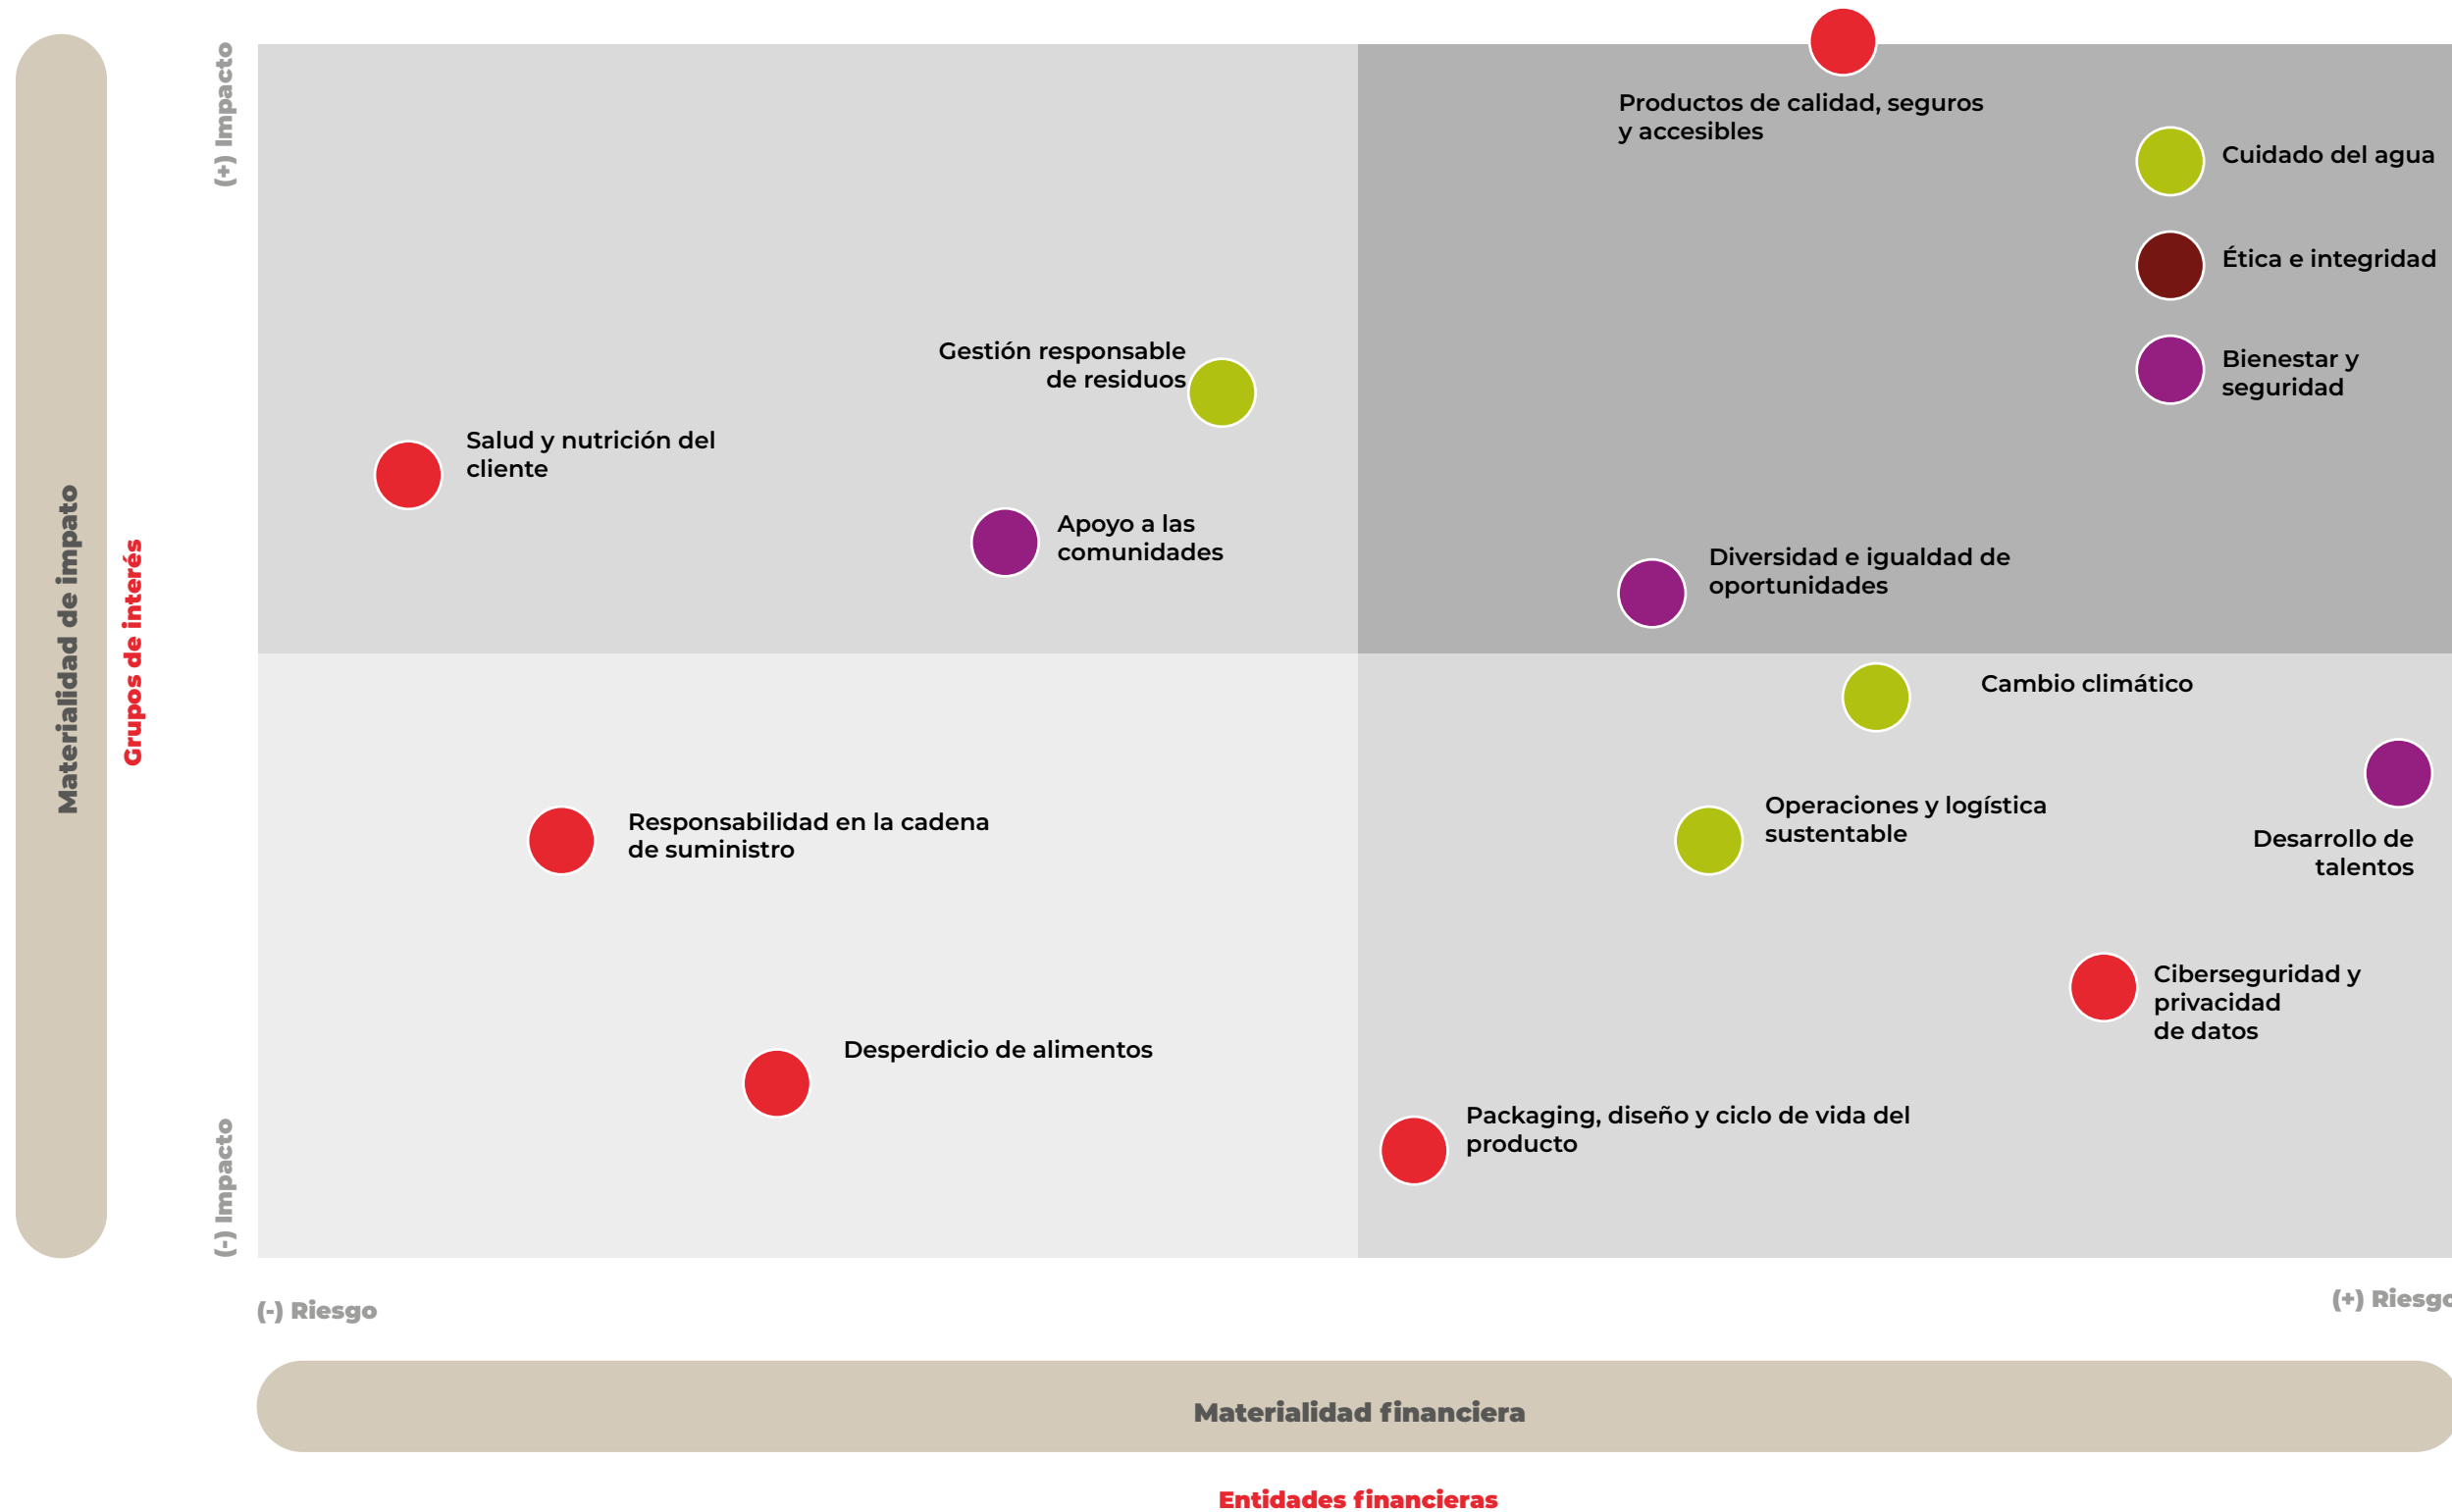 (+) Impacto
Productos de calidad, seguros
y accesibles
Cuidado del agua
Ética e integridad
Bienestar y
seguridad
Gestión responsable
de residuos
Salud y nutrición del
cliente
Apoyo a las
comunidades
Diversidad e igualdad de
oportunidades
Materialidad de impato
Grupos de interés
Cambio climático
Operaciones y logística
sustentable
Desarrollo de
talentos
Responsabilidad en la cadena
de suministro
Ciberseguridad y
privacidad
de datos
Desperdicio de alimentos
Packaging, diseño y ciclo de vida del
producto
(-) Impacto
(-) Riesgo
(+) Riesgo
Materialidad financiera
Entidades financieras